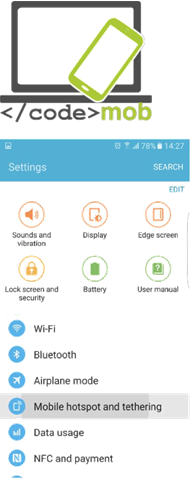 </code>mob
78% 14:27
Settings SEARCH
EDIT
Sounds and vibration
Display
Edge screen
Lock screen and security
Battery
User manual
Wi-Fi
Bluetooth
Airplane mode
Mobile hotspot and tethering
Data usage
NFC and payment